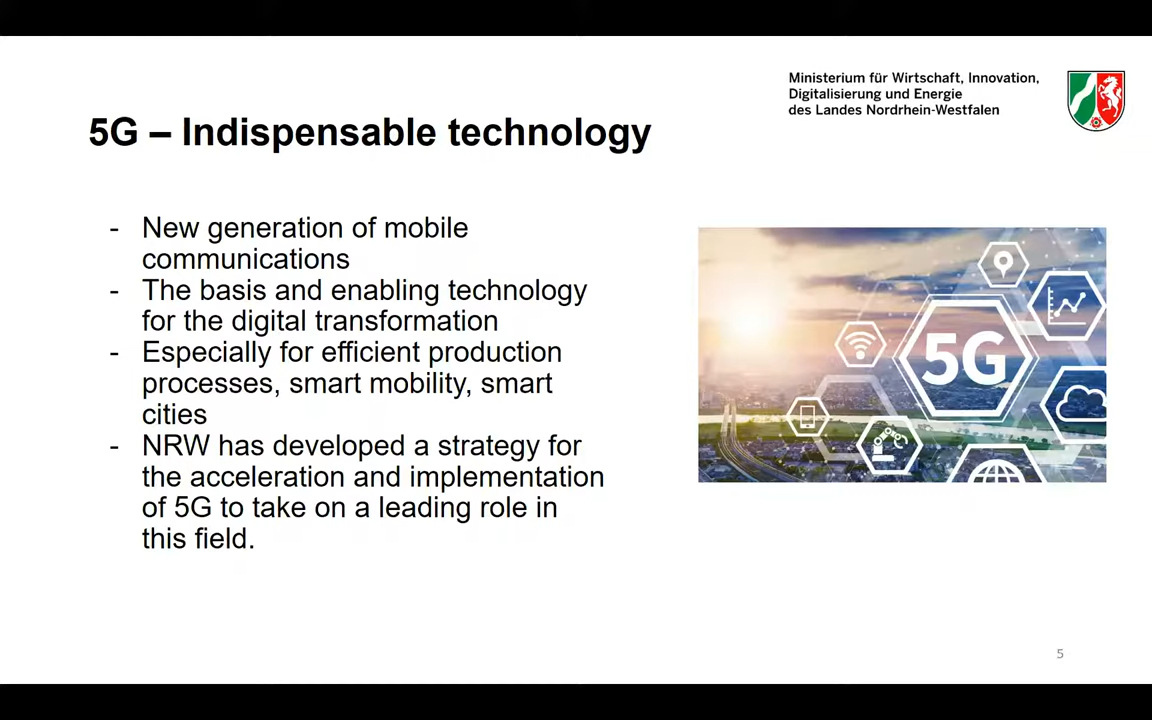 Ministerium für Wirtschaft, Innovation,
Digitalisierung und Energie
des Landes Nordrhein-Westfalen
5G – Indispensable technology
- New generation of mobile
communications
- The basis and enabling technology
for the digital transformation
- Especially for efficient production
processes, smart mobility, smart
cities
- NRW has developed a strategy for
the acceleration and implementation
of 5G to take on a leading role in
this field.
5G
5